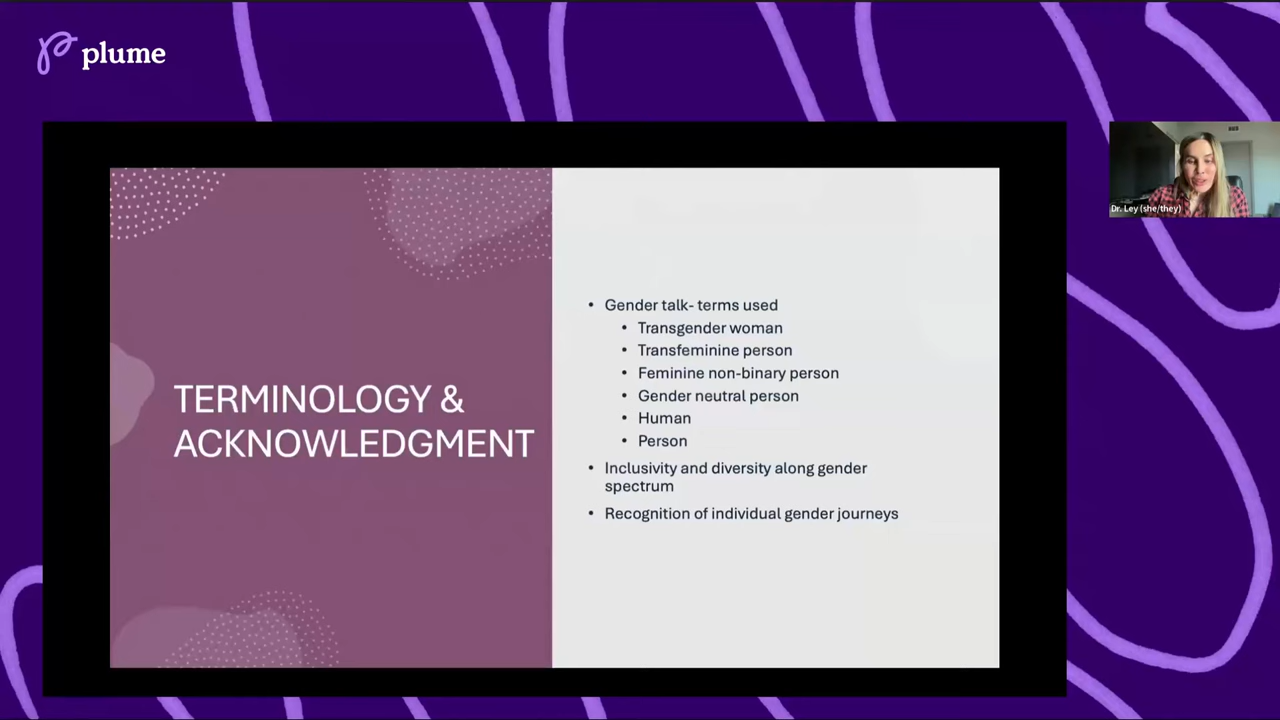 plume
Dr. Ley (she/they)
TERMINOLOGY &
ACKNOWLEDGMENT
• Gender talk- terms used
• Transgender woman
• Transfeminine person
• Feminine non-binary person
• Gender neutral person
• Human
• Person
• Inclusivity and diversity along gender
spectrum
• Recognition of individual gender journeys